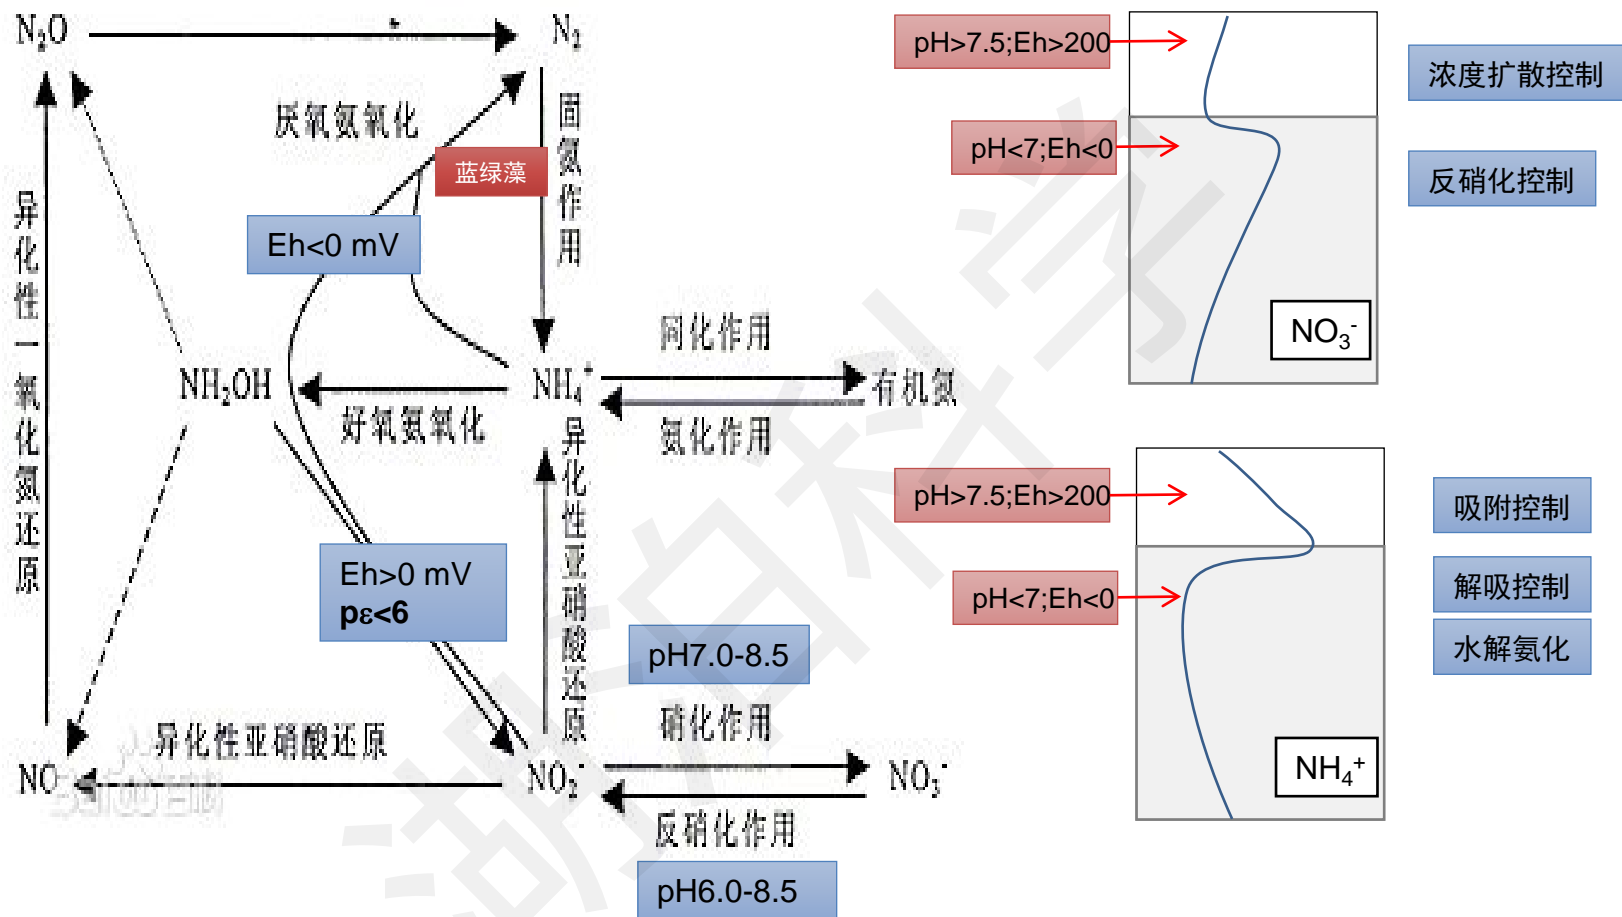 N₂O
N₂
厌氧氨氧化
固氮作用
蓝绿藻
Eh<0 mV
异化性一氧化氮还原
NH₂OH
NH₄⁺
好氧氨氧化
同化作用
有机氮
氨化作用
异化性亚硝酸还原
Eh>0 mV
pε<6
pH7.0-8.5
硝化作用
异化性亚硝酸还原
NO
NO₂⁻
NO₃⁻
反硝化作用
pH6.0-8.5
pH>7.5;Eh>200
浓度扩散控制
pH<7;Eh<0
反硝化控制
NO₃⁻
pH>7.5;Eh>200
吸附控制
pH<7;Eh<0
解吸控制
水解氨化
NH₄⁺
湖泊科学